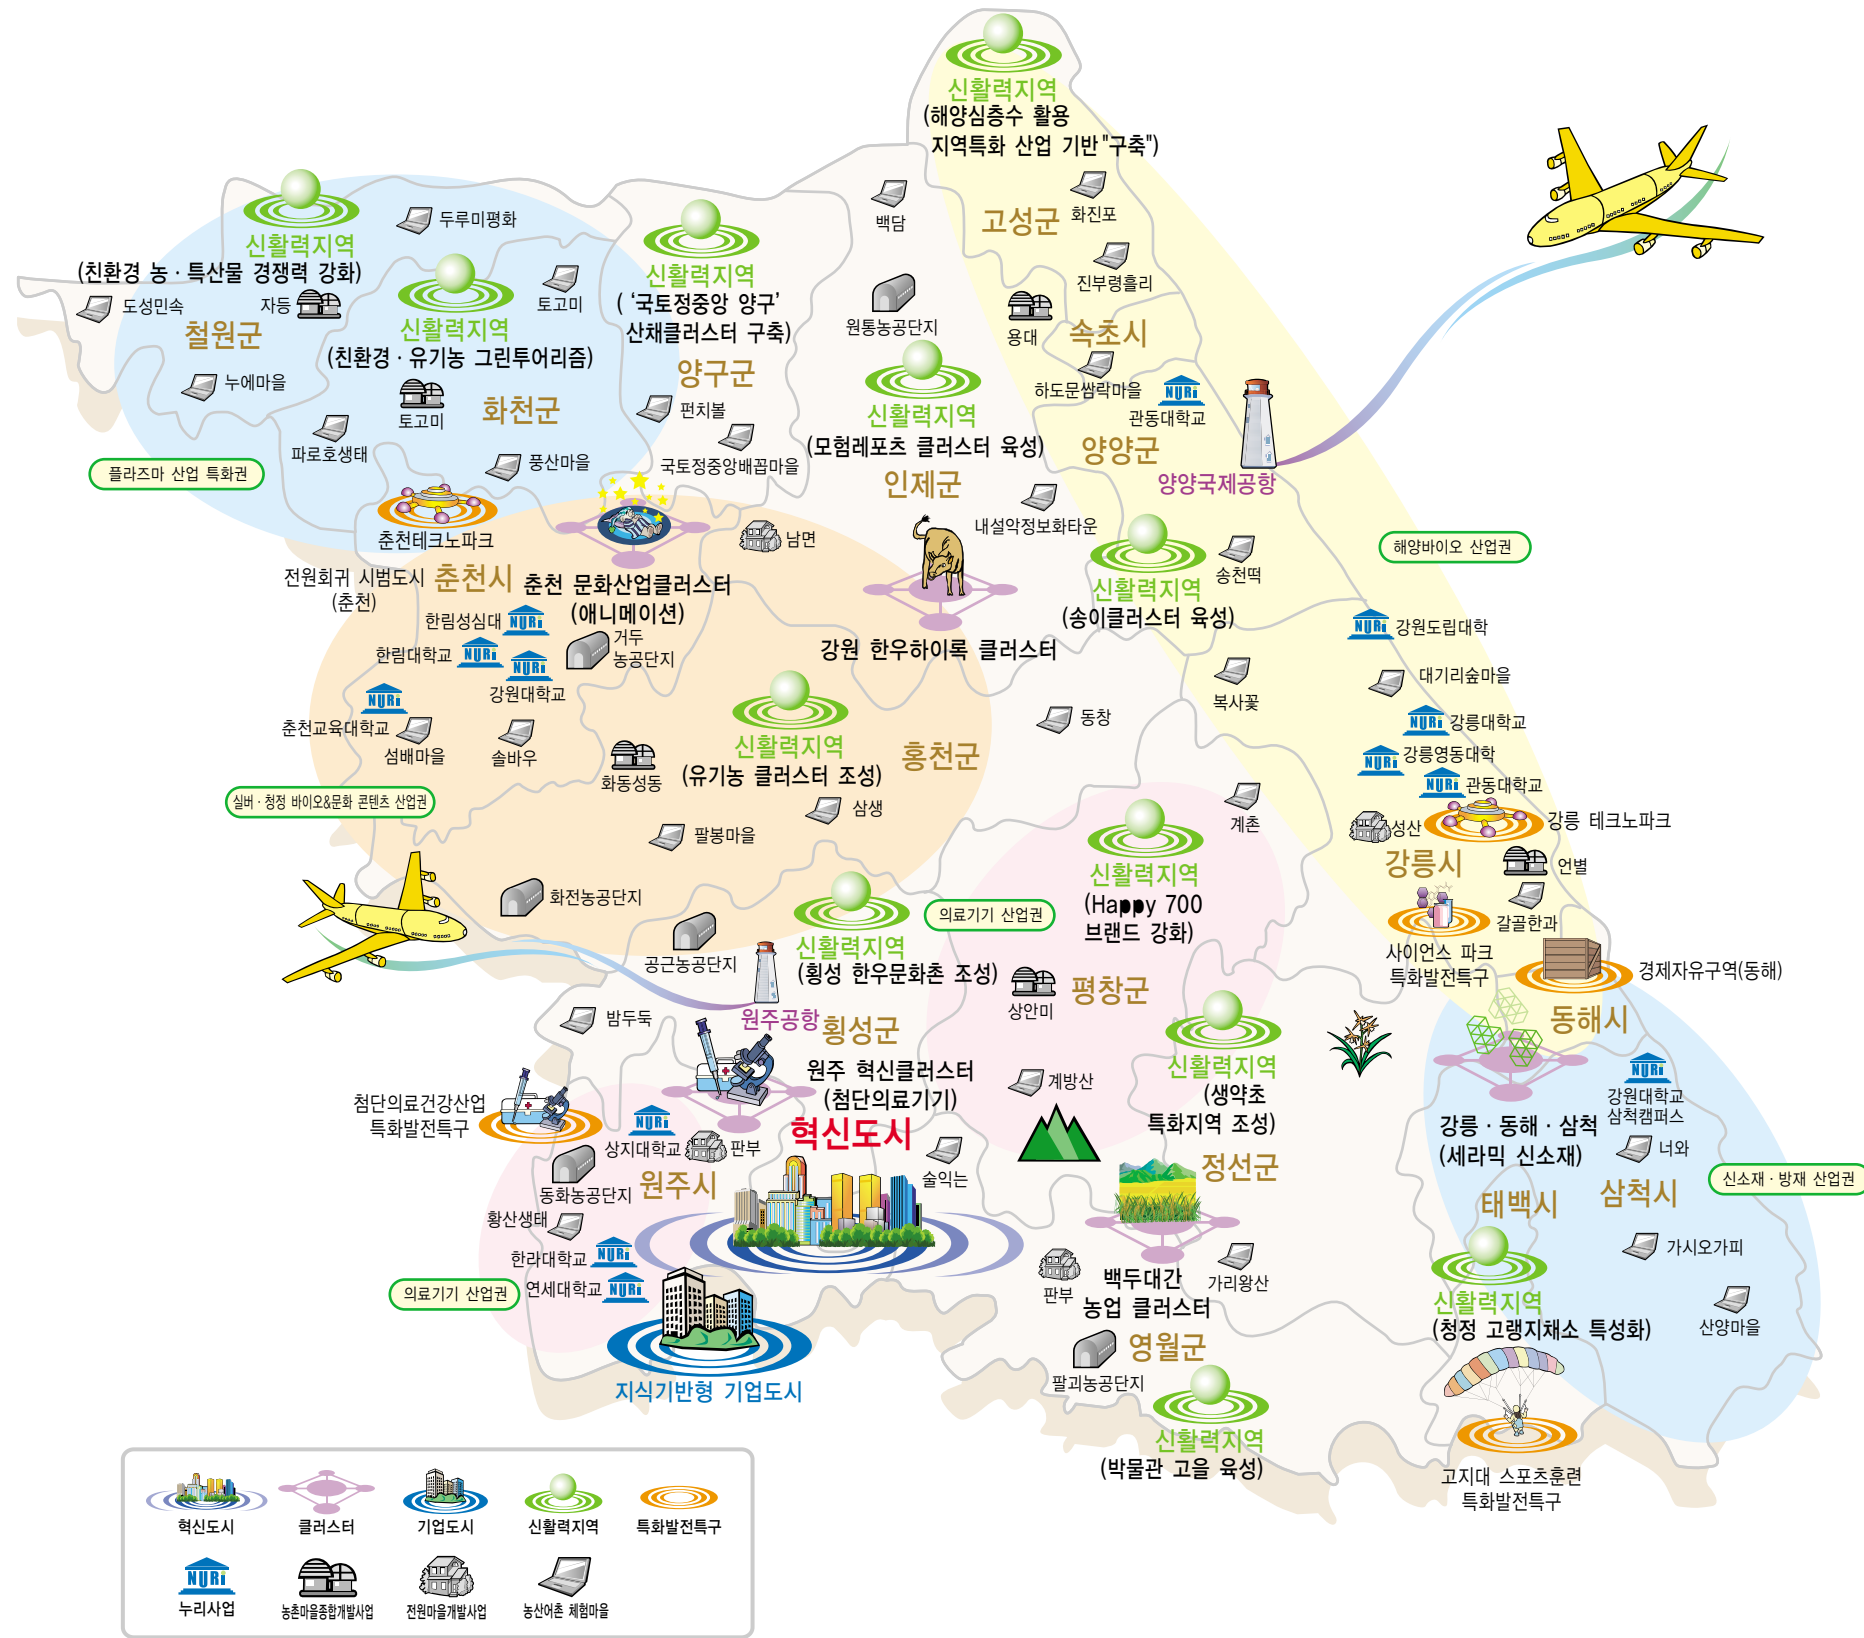 신활력지역
(해양심층수 활용
지역특화 산업 기반"구축")
고성군
화진포
백담
진부령흘리
신활력지역
(친환경 농·특산물 경쟁력 강화)
두루미평화
도성민속
자등
철원군
누에마을
신활력지역
(친환경·유기농 그린투어리즘)
토고미
토고미
화천군
파로호생태
풍산마을
플라즈마 산업 특화권
신활력지역
( '국토정중앙 양구'
산채클러스터 구축)
양구군
펀치볼
국토정중앙배꼽마을
원통농공단지
신활력지역
(모험레포츠 클러스터 육성)
인제군
내설악정보화타운
용대
속초시
하도문쌈락마을
NURi
관동대학교
양양군
양양국제공항
신활력지역
(송이클러스터 육성)
송천떡
해양바이오 산업권
춘천테크노파크
전원회귀 시범도시
(춘천)
춘천시
춘천 문화산업클러스터
(애니메이션)
남면
강원 한우하이록 클러스터
한림성심대
NURi
한림대학교
NURi
NURi
강원대학교
거두
농공단지
NURi
춘천교육대학교
섬배마을
솔바우
화동성동
신활력지역
(유기농 클러스터 조성)
홍천군
동창
삼생
팔봉마을
실버·청정 바이오&문화 콘텐츠 산업권
화전농공단지
공근농공단지
복사꽃
NURi
강원도립대학
대기리숲마을
NURi
강릉대학교
NURi
강릉영동대학
NURi
관동대학교
성산
강릉 테크노파크
강릉시
언별
갈골한과
사이언스 파크
특화발전특구
경제자유구역(동해)
동해시
계촌
신활력지역
(Happy 700
브랜드 강화)
평창군
상안미
의료기기 산업권
신활력지역
(횡성 한우문화촌 조성)
원주공항
횡성군
밤두둑
원주 혁신클러스터
(첨단의료기기)
혁신도시
첨단의료건강산업
특화발전특구
NURi
상지대학교
판부
동화농공단지
원주시
황산생태
한라대학교
NURi
연세대학교
NURi
의료기기 산업권
지식기반형 기업도시
술익는
계방산
신활력지역
(생약초
특화지역 조성)
정선군
판부
백두대간
농업 클러스터
가리왕산
영월군
팔괴농공단지
신활력지역
(박물관 고을 육성)
강릉·동해·삼척
(세라믹 신소재)
NURi
강원대학교
삼척캠퍼스
너와
신소재·방재 산업권
태백시
삼척시
가시오가피
신활력지역
(청정 고랭지채소 특성화)
산양마을
고지대 스포츠훈련
특화발전특구
혁신도시
클러스터
기업도시
신활력지역
특화발전특구
NURi
누리사업
농촌마을종합개발사업
전원마을개발사업
농산어촌 체험마을